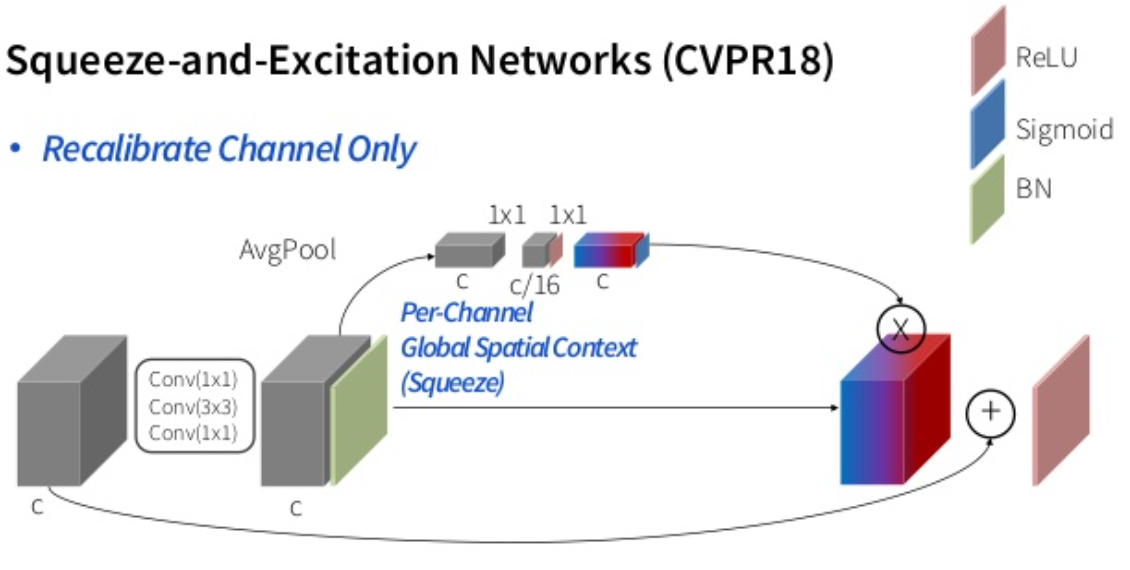 Squeeze-and-Excitation Networks (CVPR18)
• Recalibrate Channel Only
ReLU
Sigmoid
BN
1x1 1x1
AvgPool
C c/16 C
Per-Channel
Global Spatial Context
(Squeeze)
X
Conv(1x1)
Conv(3x3)
Conv(1x1)
+
C C